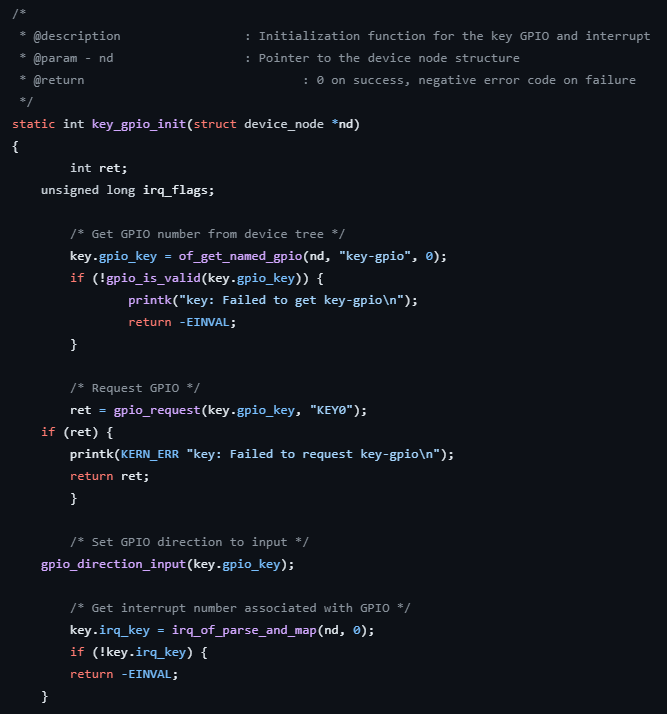 /*
 * @description                 : Initialization function for the key GPIO and interrupt
 * @param - nd                  : Pointer to the device node structure
 * @return                              : 0 on success, negative error code on failure
 */
static int key_gpio_init(struct device_node *nd)
{
        int ret;
    unsigned long irq_flags;

        /* Get GPIO number from device tree */
        key.gpio_key = of_get_named_gpio(nd, "key-gpio", 0);
        if (!gpio_is_valid(key.gpio_key)) {
                printk("key: Failed to get key-gpio\n");
                return -EINVAL;
        }

        /* Request GPIO */
        ret = gpio_request(key.gpio_key, "KEY0");
    if (ret) {
        printk(KERN_ERR "key: Failed to request key-gpio\n");
        return ret;
        }

        /* Set GPIO direction to input */
    gpio_direction_input(key.gpio_key);

        /* Get interrupt number associated with GPIO */
        key.irq_key = irq_of_parse_and_map(nd, 0);
        if (!key.irq_key) {
        return -EINVAL;
    }